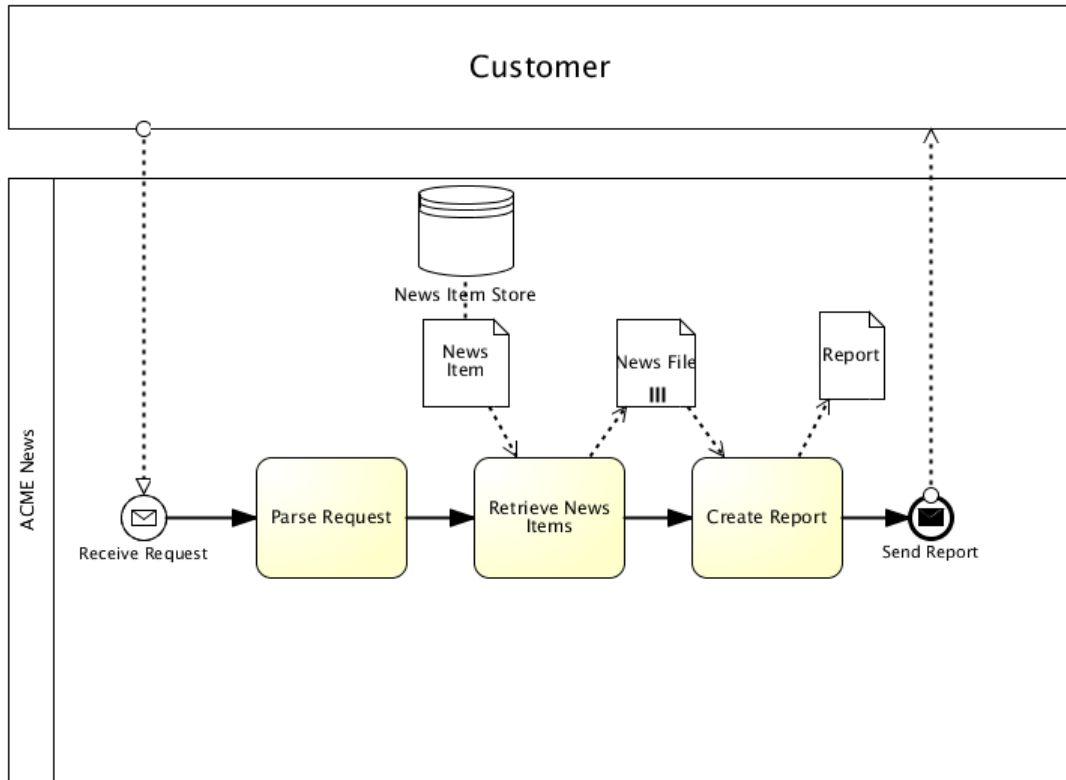 Customer
ACME News
News Item Store
News
Item
News File
Report
Receive Request
Parse Request
Retrieve News
Items
Create Report
Send Report